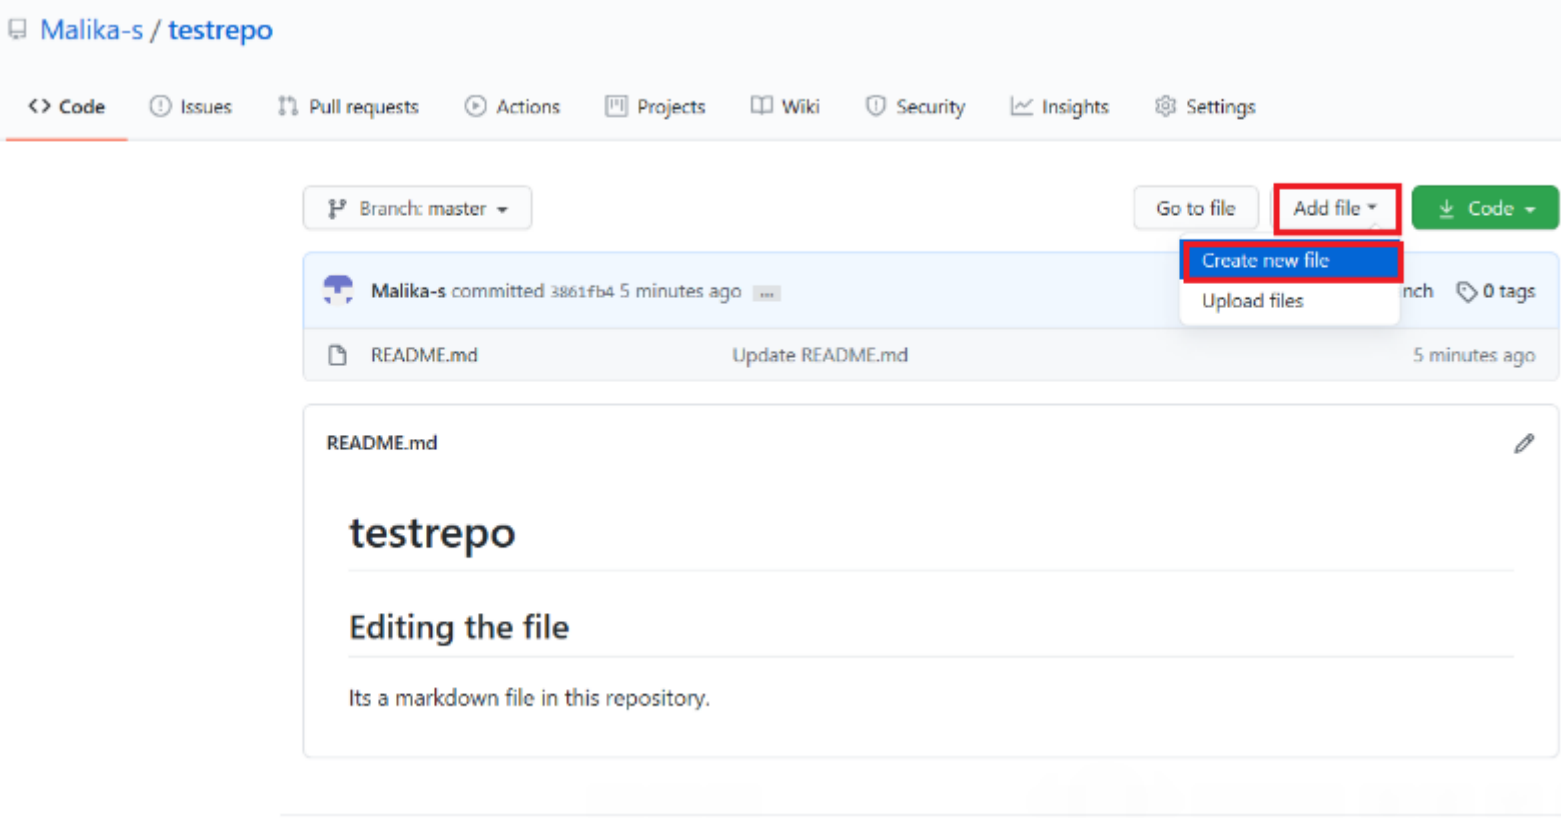 Malika-s / testrepo
Code Issues Pull requests Actions Projects Wiki Security Insights Settings
Branch: master Go to file Add file Code
Create new file
Malika-s committed 3861fb4 5 minutes ago ... nch 0 tags
Upload files
README.md Update README.md 5 minutes ago
README.md
testrepo
Editing the file
Its a markdown file in this repository.